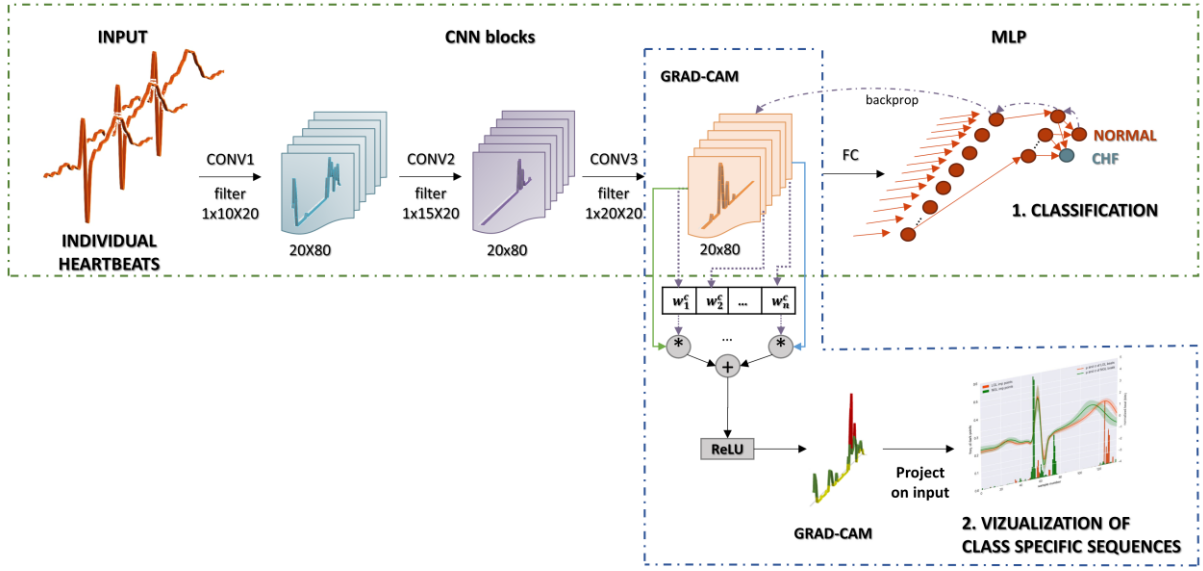 INPUT
CNN blocks
MLP
GRAD-CAM
backprop
CONV1
filter
1x10X20
CONV2
filter
1x15X20
CONV3
filter
1x20X20
FC
NORMAL
CHF
1. CLASSIFICATION
INDIVIDUAL
HEARTBEATS
20X80
20x80
20x80
w₁ᶜ w₂ᶜ ... wₙᶜ
* ... *
+
ReLU
GRAD-CAM
Project
on input
2. VIZUALIZATION OF
CLASS SPECIFIC SEQUENCES